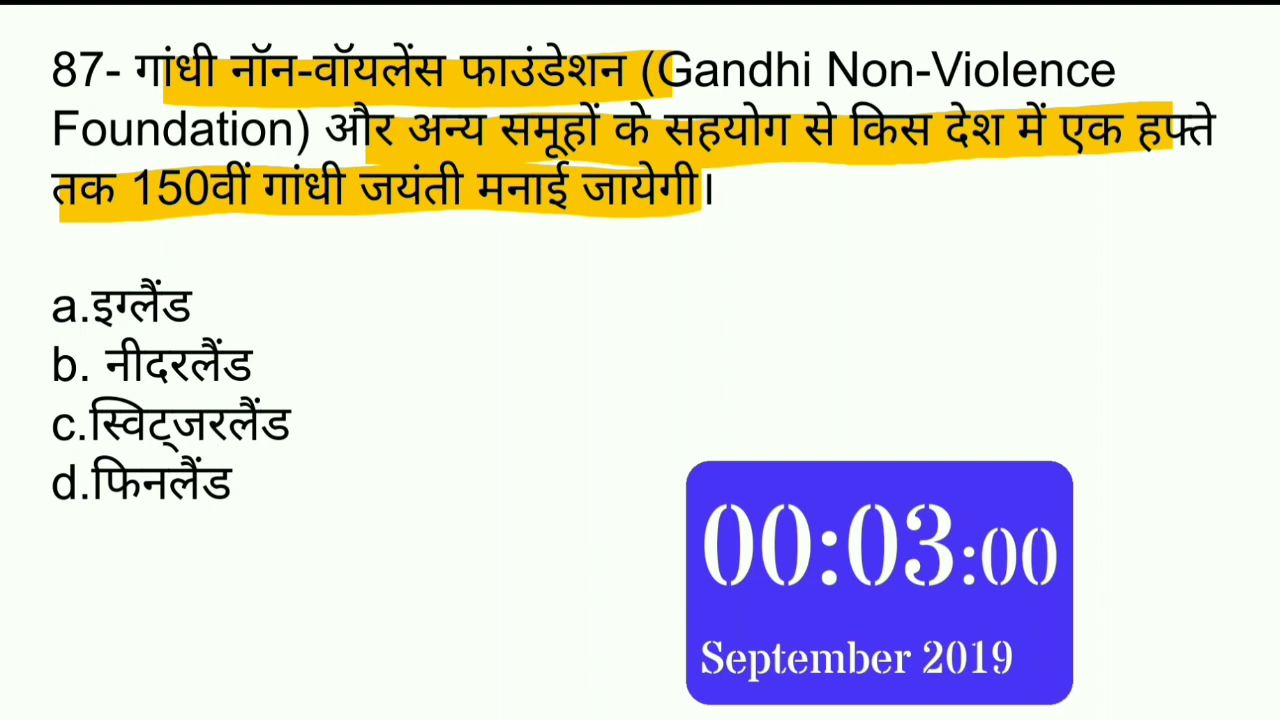 87- गांधी नॉन-वॉयलेंस फाउंडेशन (Gandhi Non-Violence
Foundation) और अन्य समूहों के सहयोग से किस देश में एक हफ्ते
तक 150वीं गांधी जयंती मनाई जायेगी।
a.इग्लैंड
b. नीदरलैंड
c.स्विट्जरलैंड
d.फिनलैंड
00:03:00
September 2019